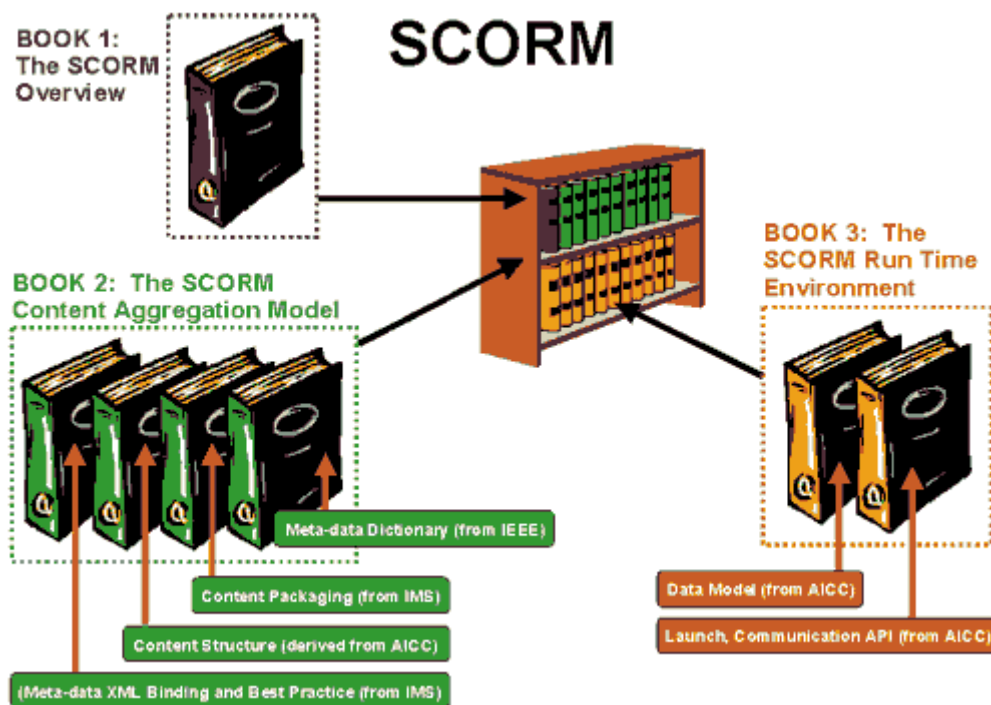 SCORM
BOOK 1:
The SCORM
Overview
BOOK 2: The SCORM
Content Aggregation Model
BOOK 3: The
SCORM Run Time
Environment
Meta-data Dictionary (from IEEE)
Content Packaging (from IMS)
Content Structure (derived from AICC)
(Meta-data XML Binding and Best Practice (from IMS)
Data Model (from AICC)
Launch, Communication API (from AICC)